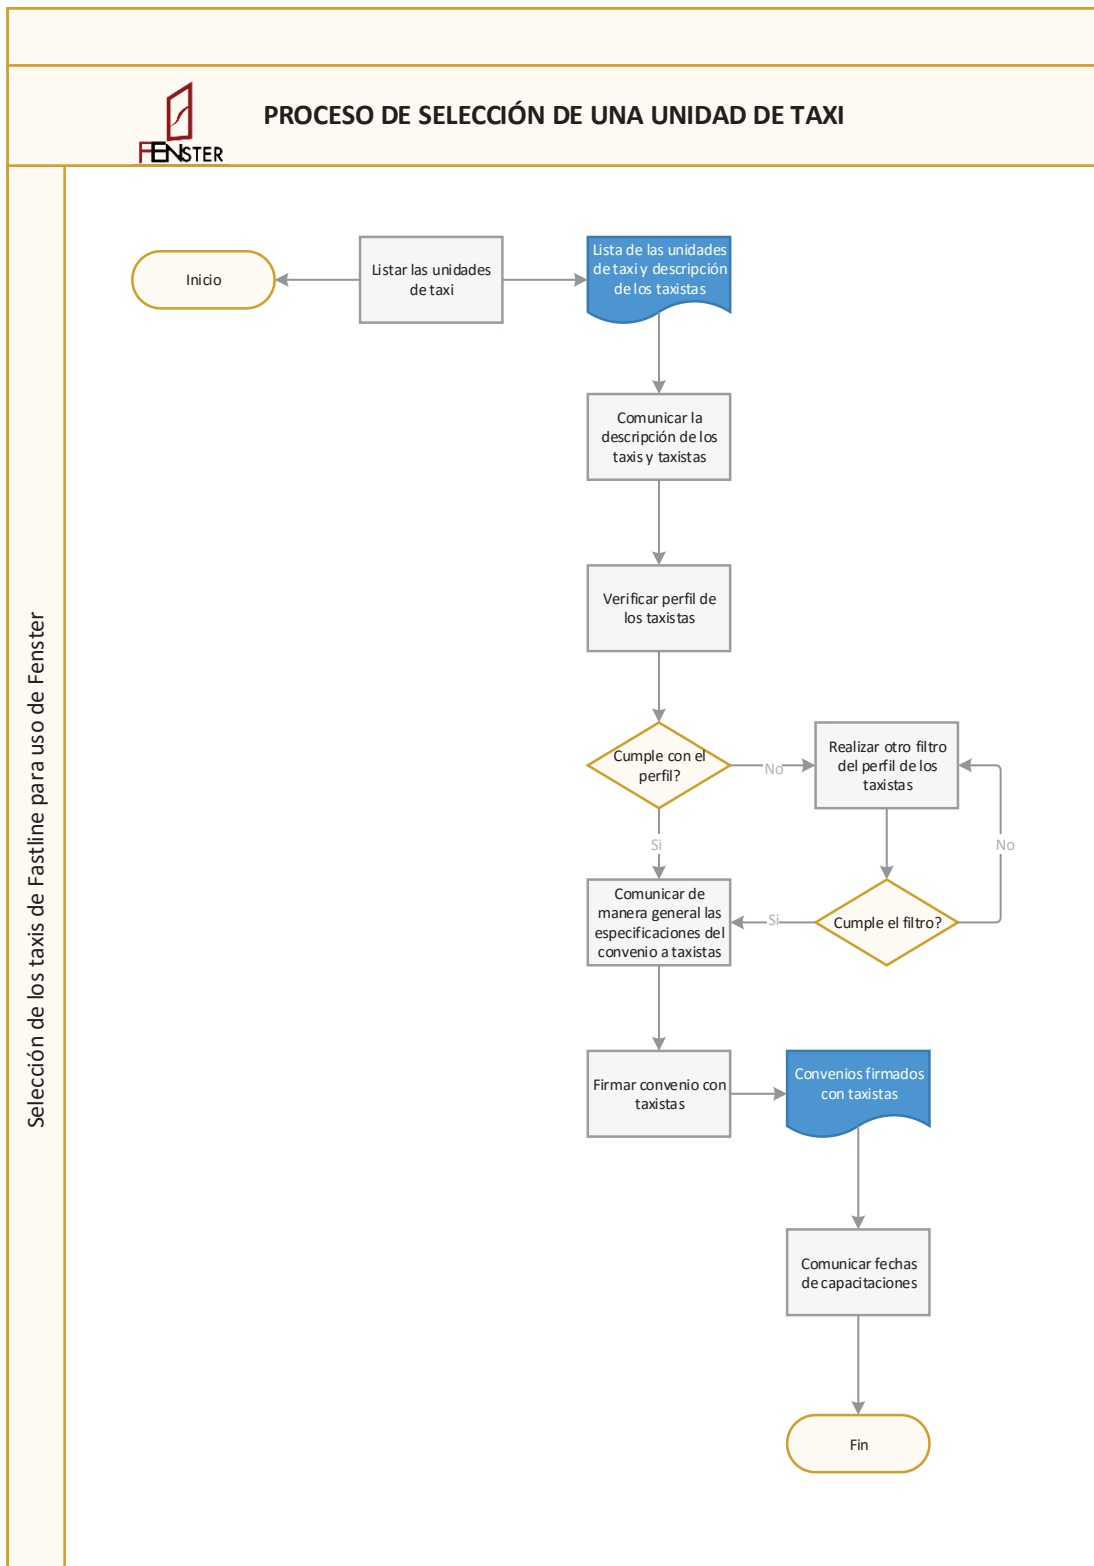 PROCESO DE SELECCIÓN DE UNA UNIDAD DE TAXI
FENSTER
Selección de los taxis de Fastline para uso de Fenster
Inicio
Listar las unidades
de taxi
Lista de las unidades
de taxi y descripción
de los taxistas
Comunicar la
descripción de los
taxis y taxistas
Verificar perfil de
los taxistas
Cumple con el
perfil?
No
Realizar otro filtro
del perfil de los
taxistas
Si
No
Comunicar de
manera general las
especificaciones del
convenio a taxistas
Si
Cumple el filtro?
Firmar convenio con
taxistas
Convenios firmados
con taxistas
Comunicar fechas
de capacitaciones
Fin